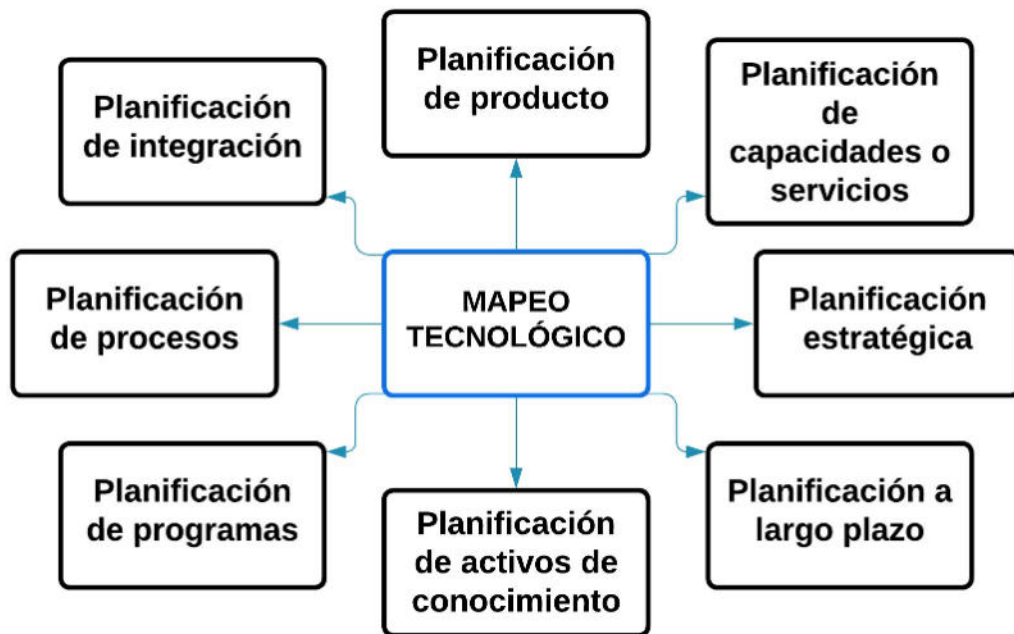 Planificación
de producto
Planificación
de
capacidades o
servicios
Planificación
de integración
MAPEO
TECNOLÓGICO
Planificación
de procesos
Planificación
estratégica
Planificación
de programas
Planificación
de activos de
conocimiento
Planificación a
largo plazo